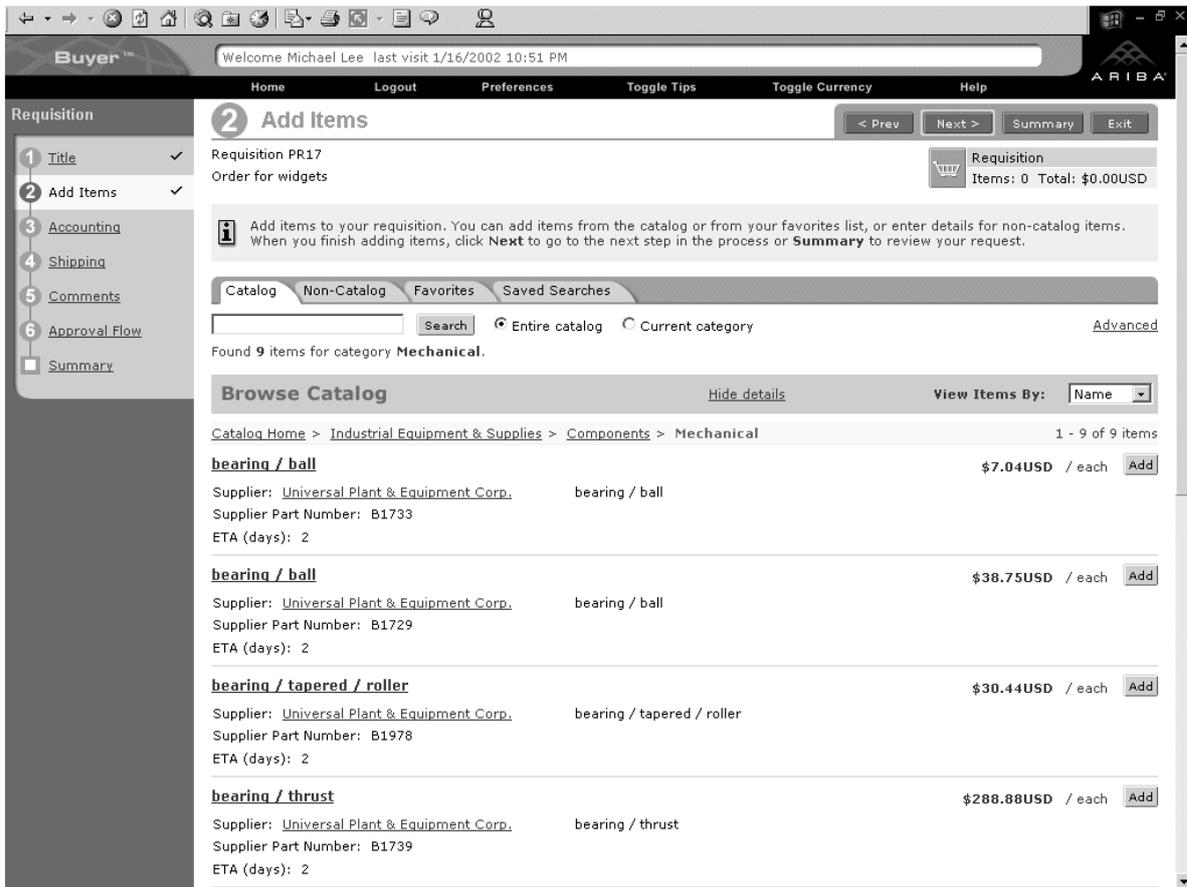 Buyer™
Welcome Michael Lee last visit 1/16/2002 10:51 PM
ARIBA
Home Logout Preferences Toggle Tips Toggle Currency Help
Requisition
1 Title
2 Add Items
3 Accounting
4 Shipping
5 Comments
6 Approval Flow
Summary
2 Add Items
< Prev Next > Summary Exit
Requisition PR17
Order for widgets
Requisition
Items: 0 Total: $0.00USD
Add items to your requisition. You can add items from the catalog or from your favorites list, or enter details for non-catalog items.
When you finish adding items, click Next to go to the next step in the process or Summary to review your request.
Catalog Non-Catalog Favorites Saved Searches
Search Entire catalog Current category Advanced
Found 9 items for category Mechanical.
Browse Catalog Hide details View Items By: Name
Catalog Home > Industrial Equipment & Supplies > Components > Mechanical 1 - 9 of 9 items
bearing / ball $7.04USD / each Add
Supplier: Universal Plant & Equipment Corp. bearing / ball
Supplier Part Number: B1733
ETA (days): 2
bearing / ball $38.75USD / each Add
Supplier: Universal Plant & Equipment Corp. bearing / ball
Supplier Part Number: B1729
ETA (days): 2
bearing / tapered / roller $30.44USD / each Add
Supplier: Universal Plant & Equipment Corp. bearing / tapered / roller
Supplier Part Number: B1978
ETA (days): 2
bearing / thrust $288.88USD / each Add
Supplier: Universal Plant & Equipment Corp. bearing / thrust
Supplier Part Number: B1739
ETA (days): 2